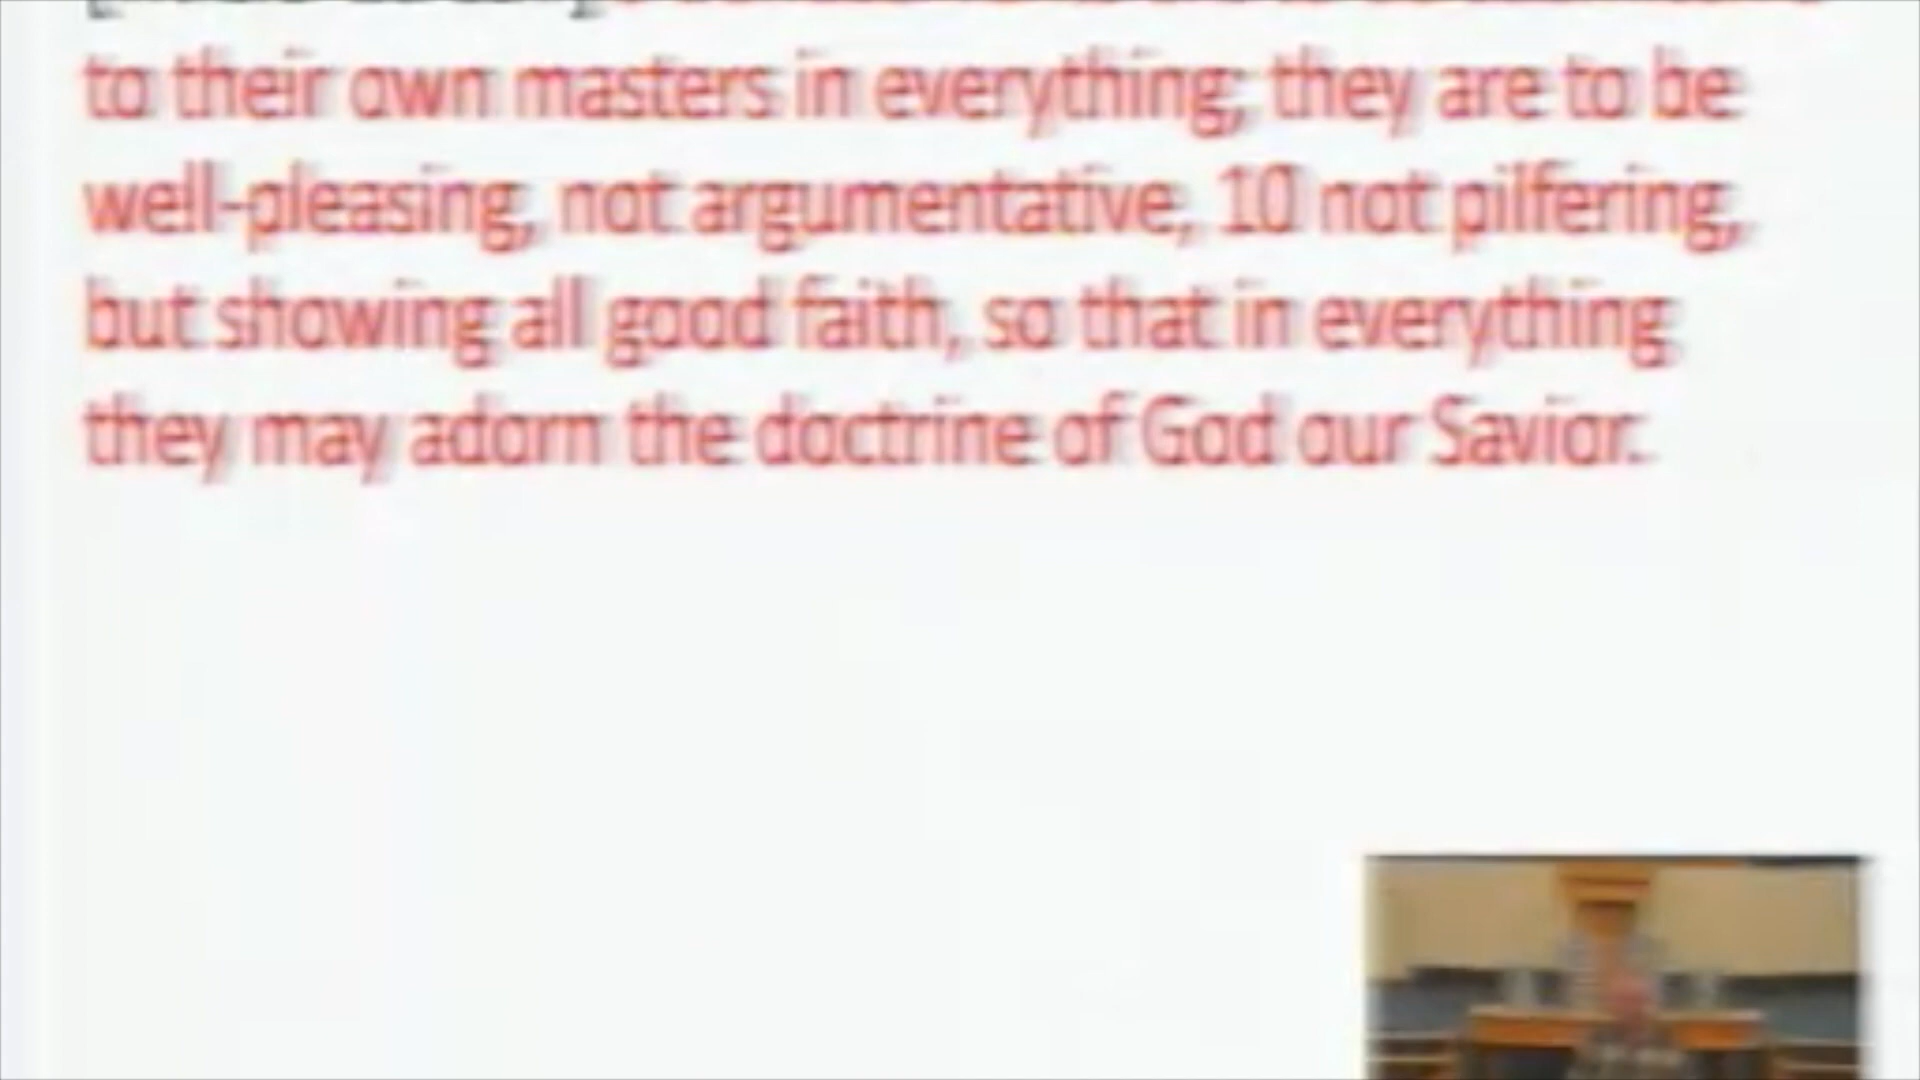 to their own masters in everything; they are to be
well-pleasing, not argumentative, 10 not pilfering,
but showing all good faith, so that in everything
they may adorn the doctrine of God our Savior.